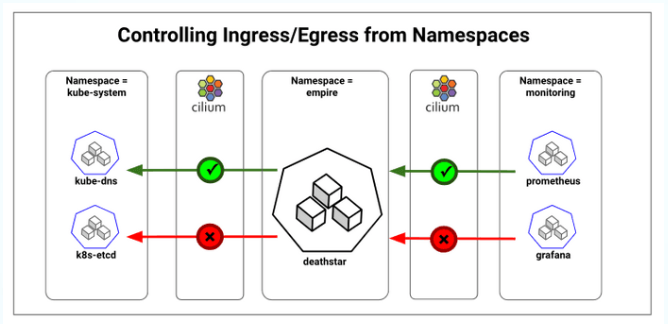 Controlling Ingress/Egress from Namespaces
Namespace =
kube-system
cilium
Namespace =
empire
cilium
Namespace =
monitoring
kube-dns
prometheus
k8s-etcd
deathstar
grafana